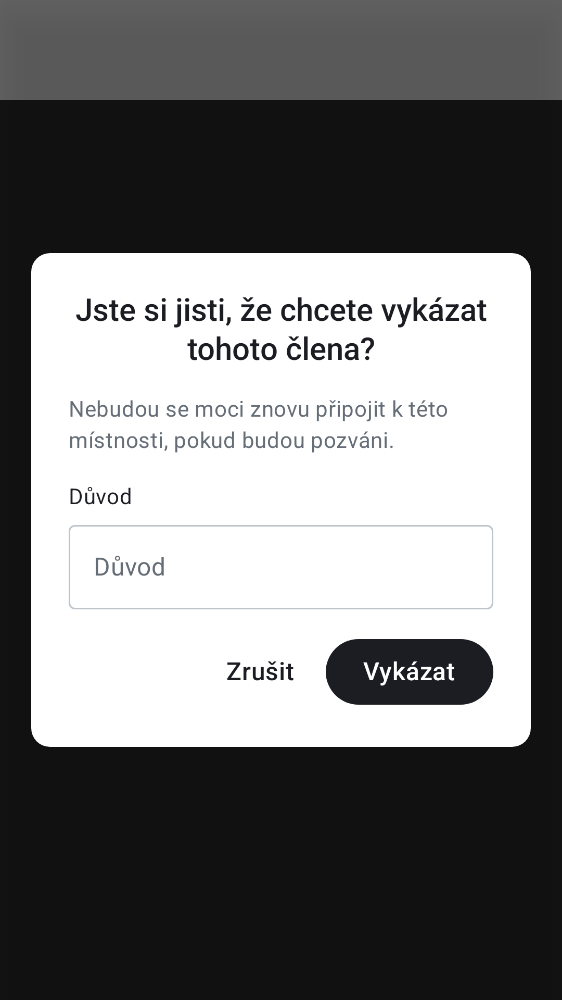 Jste si jisti, že chcete vykázat
tohoto člena?
Nebudou se moci znovu připojit k této
místnosti, pokud budou pozváni.
Důvod
Důvod
Zrušit
Vykázat